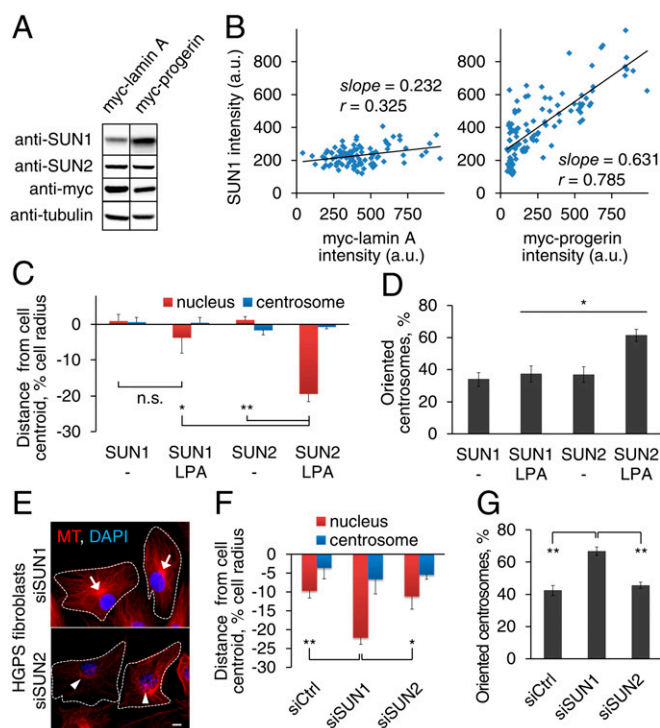 A
myc-lamin A
myc-progerin
anti-SUN1
anti-SUN2
anti-myc
anti-tubulin
B
SUN1 intensity (a.u.)
800
600
400
200
0
slope = 0.232
r = 0.325
0 250 500 750
myc-lamin A
intensity (a.u.)
800
600
400
200
0
slope = 0.631
r = 0.785
0 250 500 750
myc-progerin
intensity (a.u.)
C
nucleus centrosome
Distance from cell
centroid, % cell radius
0
-10
-20
-30
n.s.
*
**
SUN1 SUN1 SUN2 SUN2
- LPA - LPA
D
Oriented
centrosomes, %
80
60
40
20
0
*
SUN1 SUN1 SUN2 SUN2
- LPA - LPA
E
MT, DAPI
HGPS fibroblasts
siSUN1
siSUN2
F
nucleus
centrosome
Distance from cell
centroid, % cell radius
0
-5
-10
-15
-20
-25
**
*
siCtrl siSUN1 siSUN2
G
Oriented centrosomes, %
80
60
40
20
0
**
**
siCtrl siSUN1 siSUN2